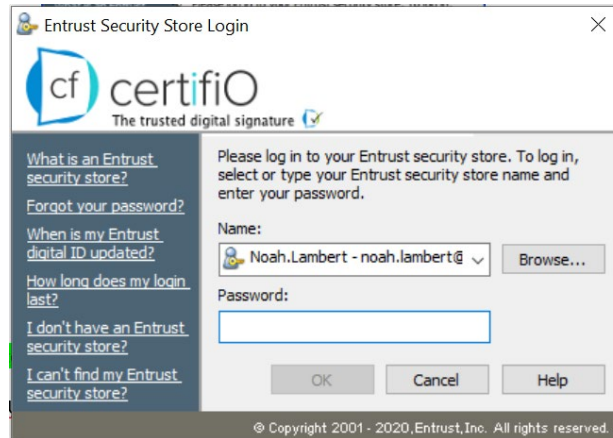 Entrust Security Store Login
cf
certifiO
The trusted digital signature
What is an Entrust
security store?
Forgot your password?
When is my Entrust
digital ID updated?
How long does my login
last?
I don't have an Entrust
security store?
I can't find my Entrust
security store?
Please log in to your Entrust security store. To log in,
select or type your Entrust security store name and
enter your password.
Name:
Noah.Lambert - noah.lambert@
Browse...
Password:
OK
Cancel
Help
© Copyright 2001 - 2020, Entrust, Inc. All rights reserved.